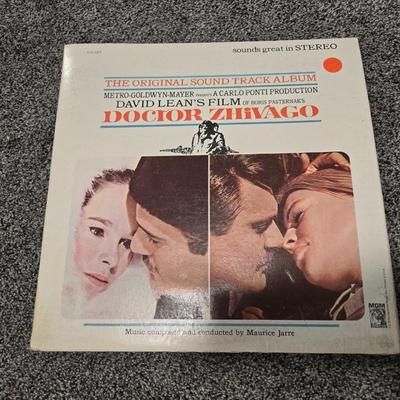 sounds great in STEREO
THE ORIGINAL SOUND TRACK ALBUM
METRO-GOLDWYN-MAYER PRESENTS A CARLO PONTI PRODUCTION
DAVID LEAN'S FILM OF BORIS PASTERNAK'S
DOCTOR ZHiVAGO
MGM
Music composed and conducted by Maurice Jarre